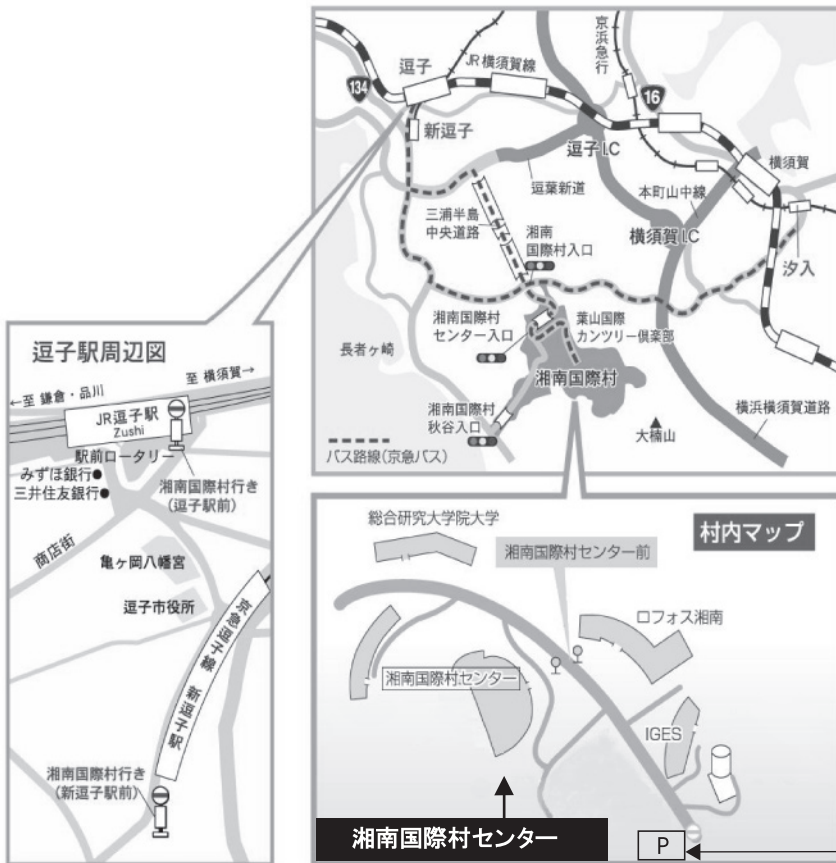 134
逗子
JR横須賀線
京浜急行
16
新逗子
逗子I.C
逗葉新道
本町山中線
横須賀
三浦半島
中央道路
湘南
国際村入口
横須賀I.C
汐入
湘南国際村
センター入口
葉山国際
カンツリー倶楽部
長者ヶ崎
湘南国際村
湘南国際村
秋谷入口
大楠山
横浜横須賀道路
バス路線(京急バス)
逗子駅周辺図
←至 鎌倉・品川
至 横須賀→
JR逗子駅
Zushi
駅前ロータリー
みずほ銀行
三井住友銀行
湘南国際村行き
(逗子駅前)
商店街
亀ヶ岡八幡宮
逗子市役所
京急逗子線 新逗子駅
湘南国際村行き
(新逗子駅前)
村内マップ
総合研究大学院大学
湘南国際村センター前
ロフォス湘南
湘南国際村センター
IGES
湘南国際村センター
P